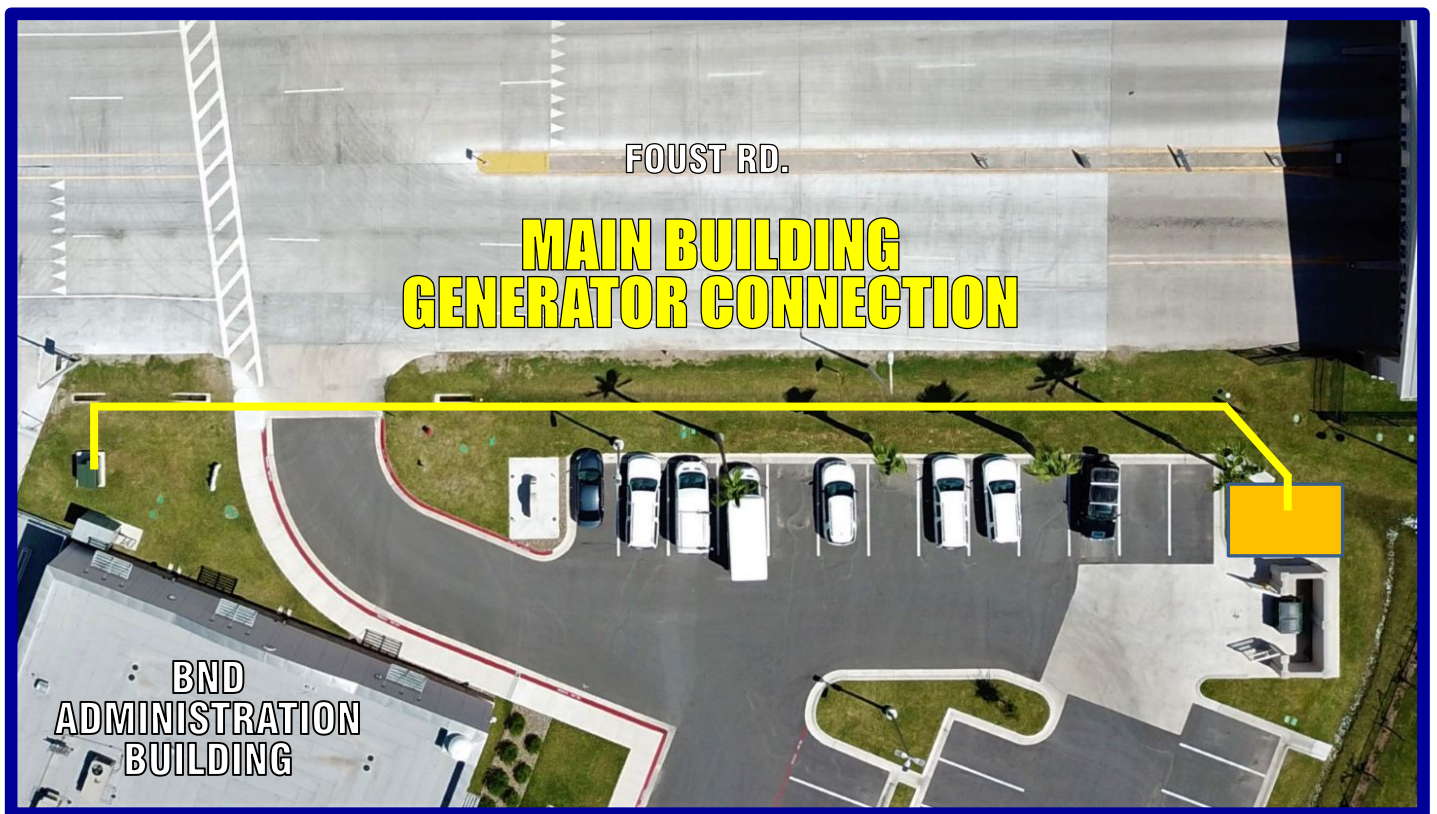 FOUST RD.
MAIN BUILDING
GENERATOR CONNECTION
BND
ADMINISTRATION
BUILDING